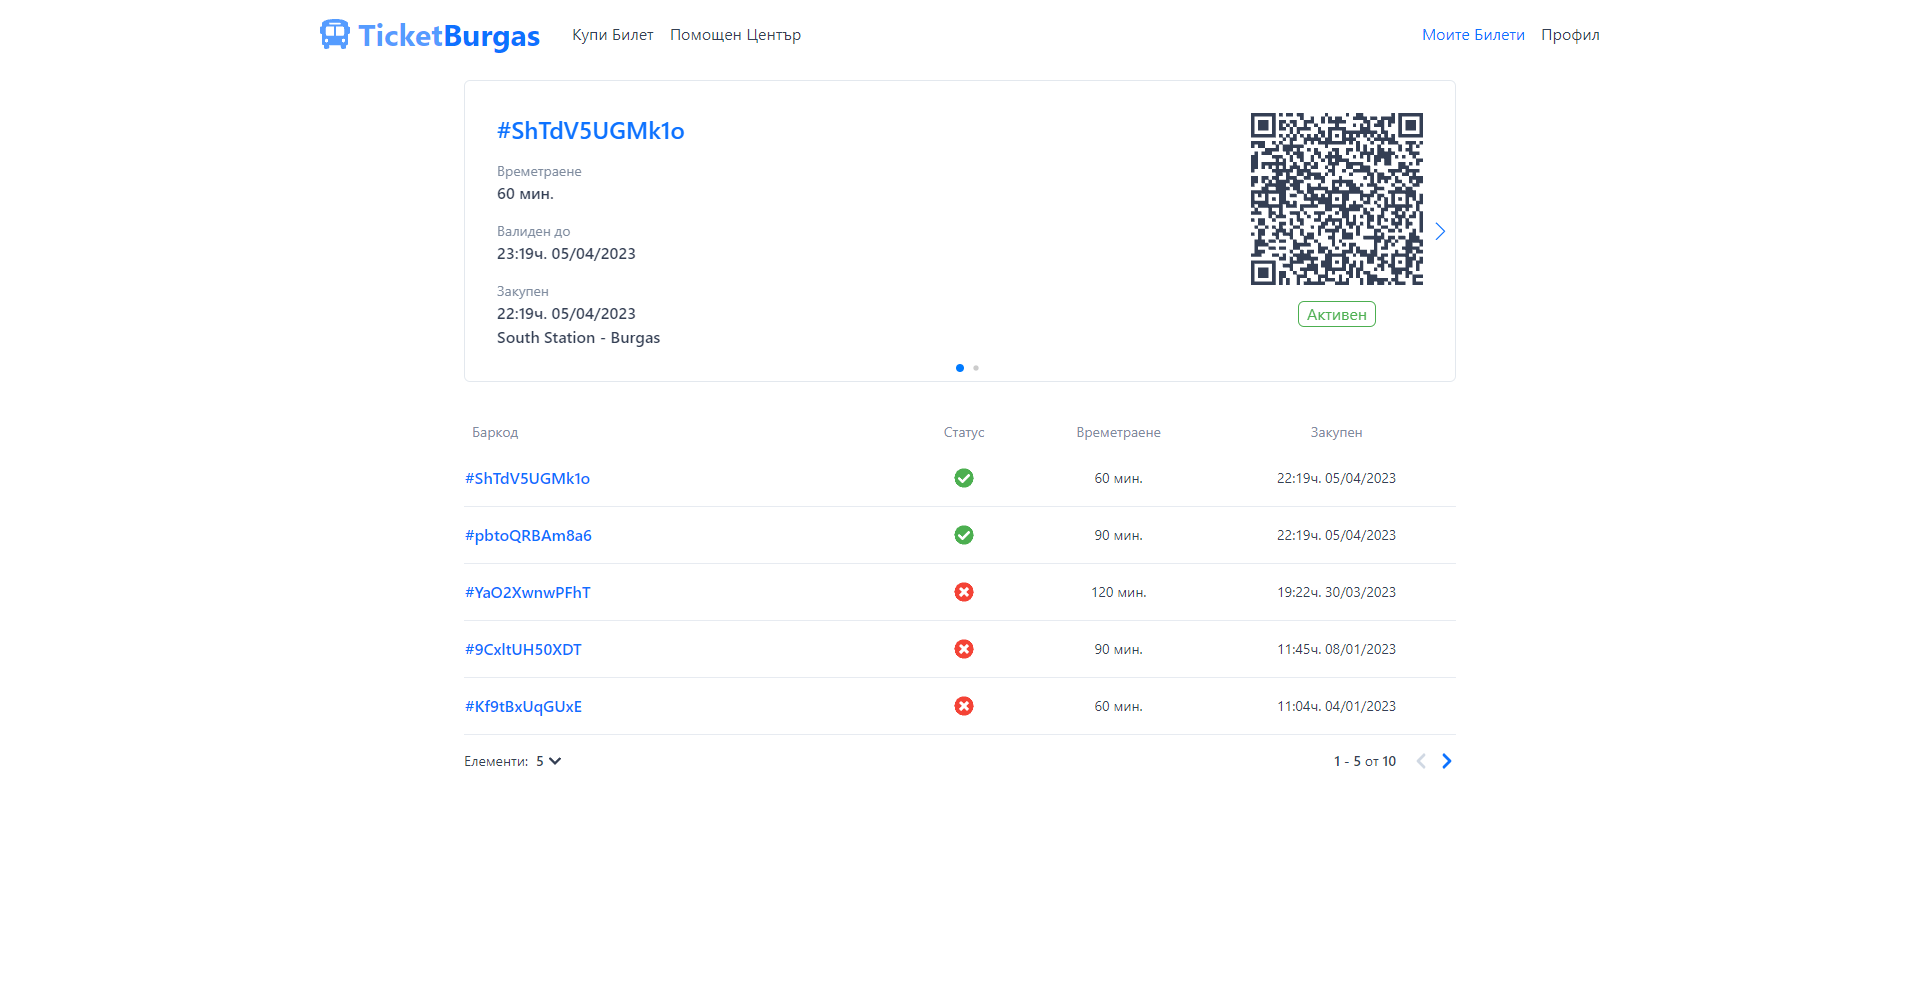 TicketBurgas Купи Билет Помощен Център Моите Билети Профил
#ShTdV5UGMk1o
Времетраене
60 мин.
Валиден до
23:19ч. 05/04/2023
Закупен
22:19ч. 05/04/2023
South Station - Burgas
Активен
Баркод Статус Времетраене Закупен
#ShTdV5UGMk1o 60 мин. 22:19ч. 05/04/2023
#pbtoQRBAm8a6 90 мин. 22:19ч. 05/04/2023
#YaO2XwnwPFhT 120 мин. 19:22ч. 30/03/2023
#9CxltUH50XDT 90 мин. 11:45ч. 08/01/2023
#Kf9tBxUqGUxE 60 мин. 11:04ч. 04/01/2023
Елементи: 5 1 - 5 от 10